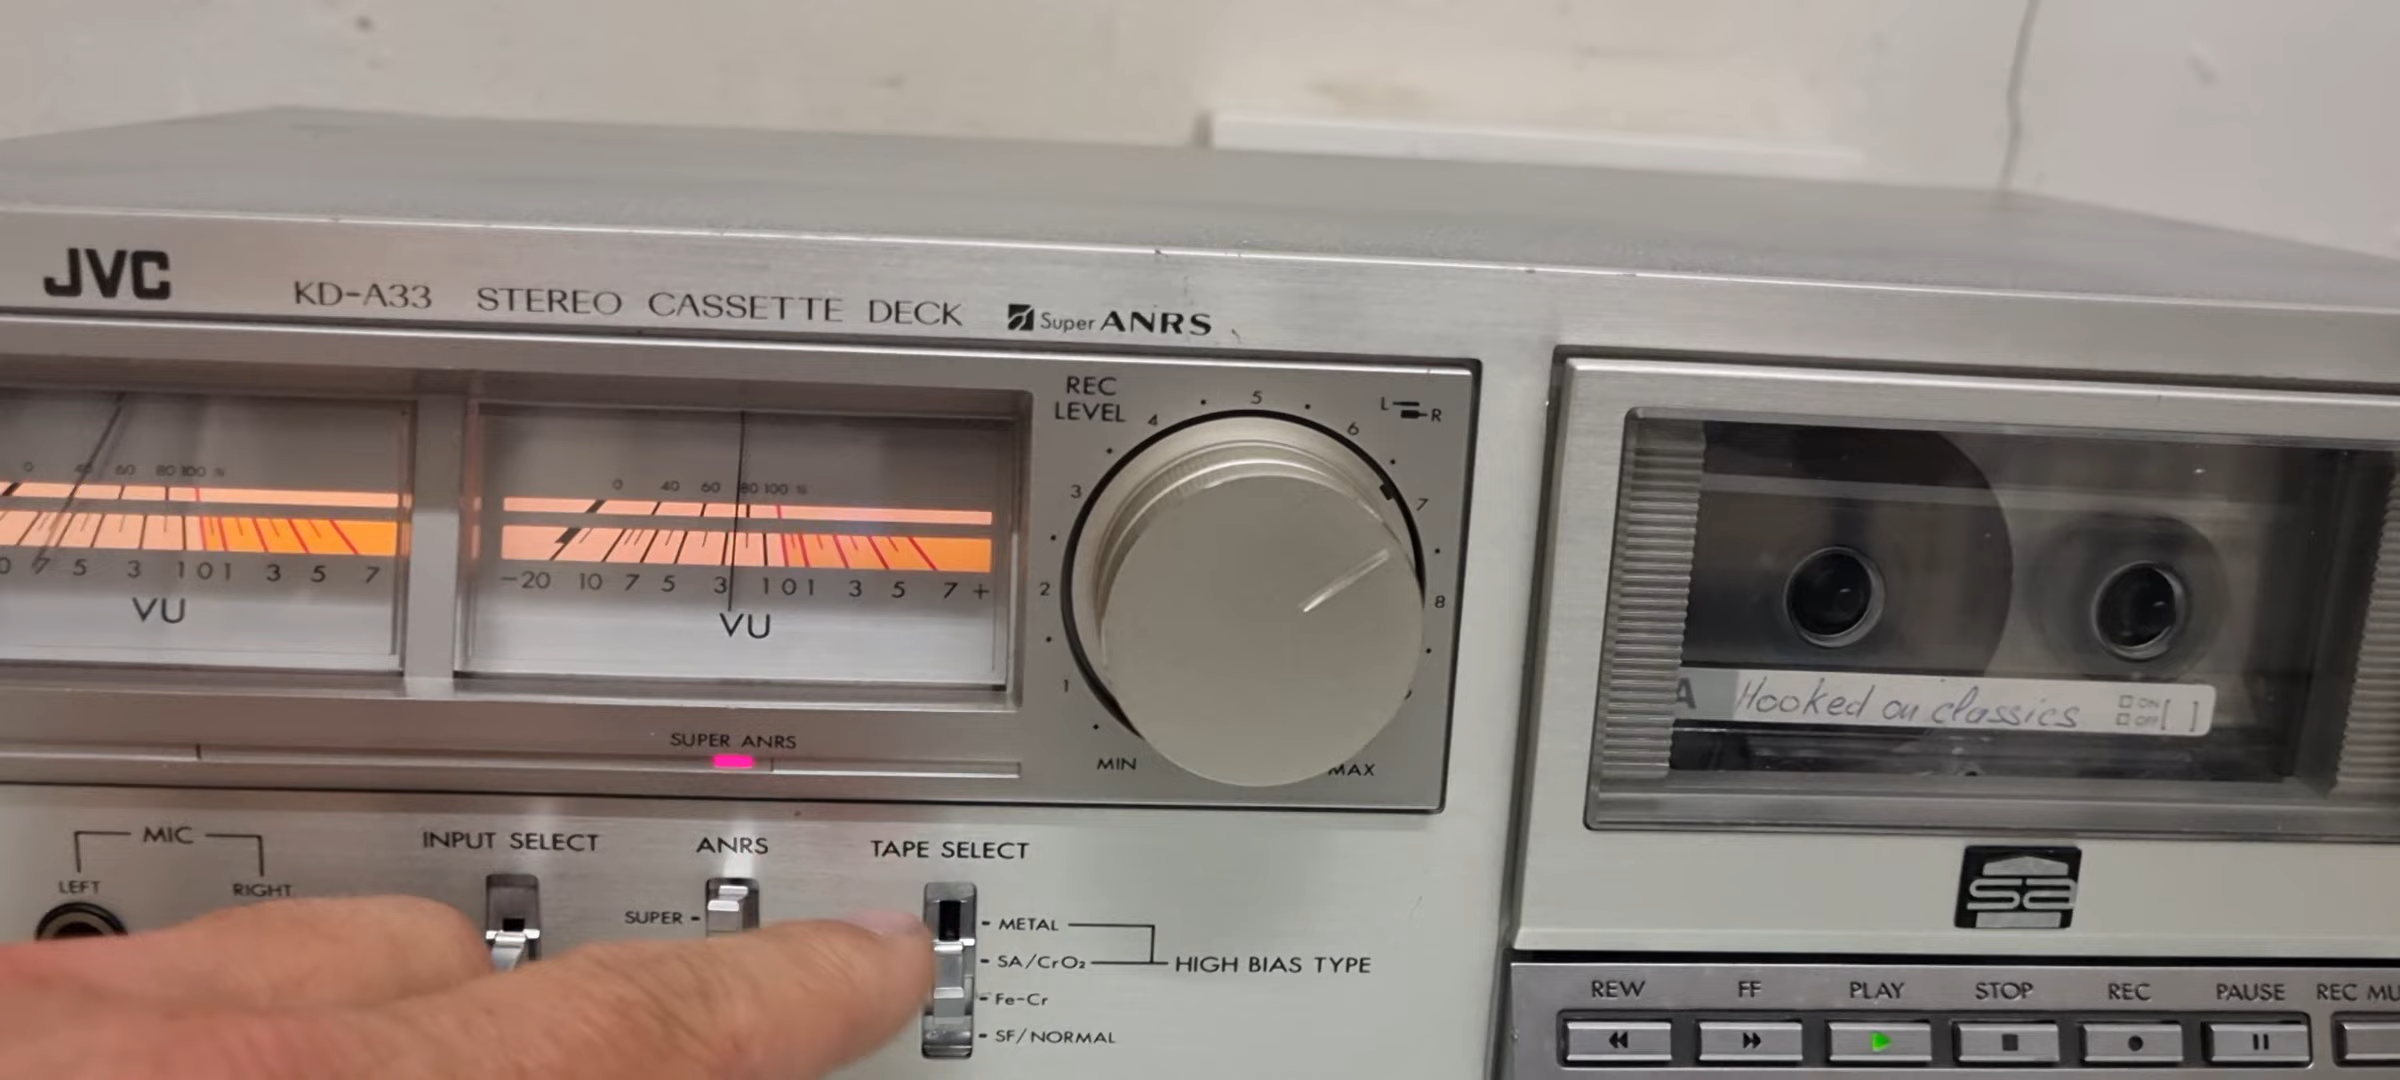 JVC KD-A33 STEREO CASSETTE DECK Super ANRS
REC
LEVEL
L R
MIN 1 2 3 4 5 6 7 8 MAX
0 40 60 80 100 %
0 7 5 3 1 0 1 3 5 7
VU
0 40 60 80 100 %
-20 10 7 5 3 1 0 1 3 5 7 +
VU
SUPER ANRS
A Hooked on classics ON OFF [ ]
sa
MIC
LEFT RIGHT
INPUT SELECT
ANRS
SUPER
TAPE SELECT
METAL
SA/CrO₂
HIGH BIAS TYPE
Fe-Cr
SF/NORMAL
REW FF PLAY STOP REC PAUSE REC MU